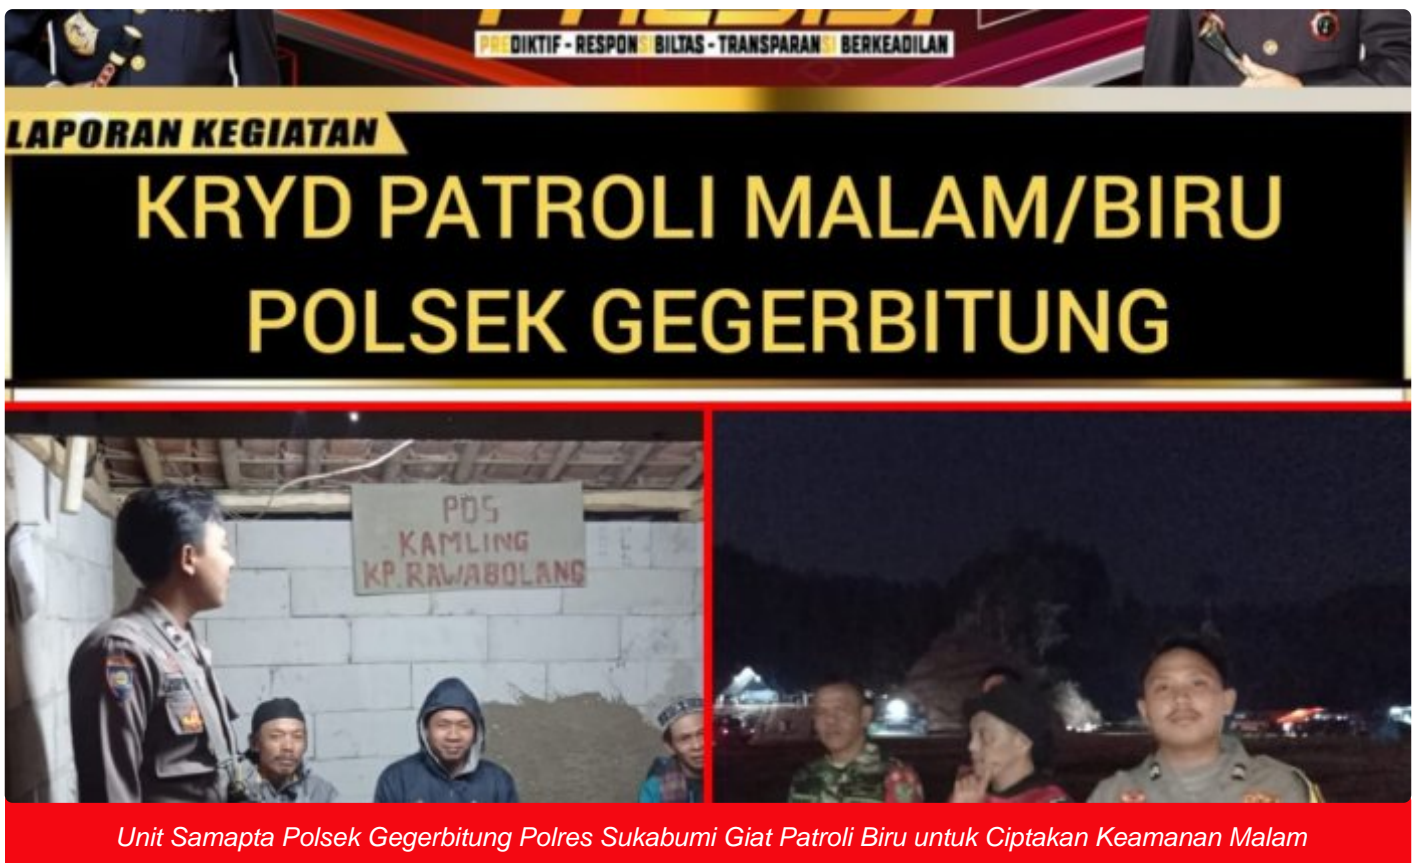 PREDIKTIF - RESPONSIBILTAS - TRANSPARANSI BERKEADILAN
LAPORAN KEGIATAN
KRYD PATROLI MALAM/BIRU
POLSEK GEGERBITUNG
POS
KAMLING
KP. RAWABOLANG
Unit Samapta Polsek Gegerbitung Polres Sukabumi Giat Patroli Biru untuk Ciptakan Keamanan Malam